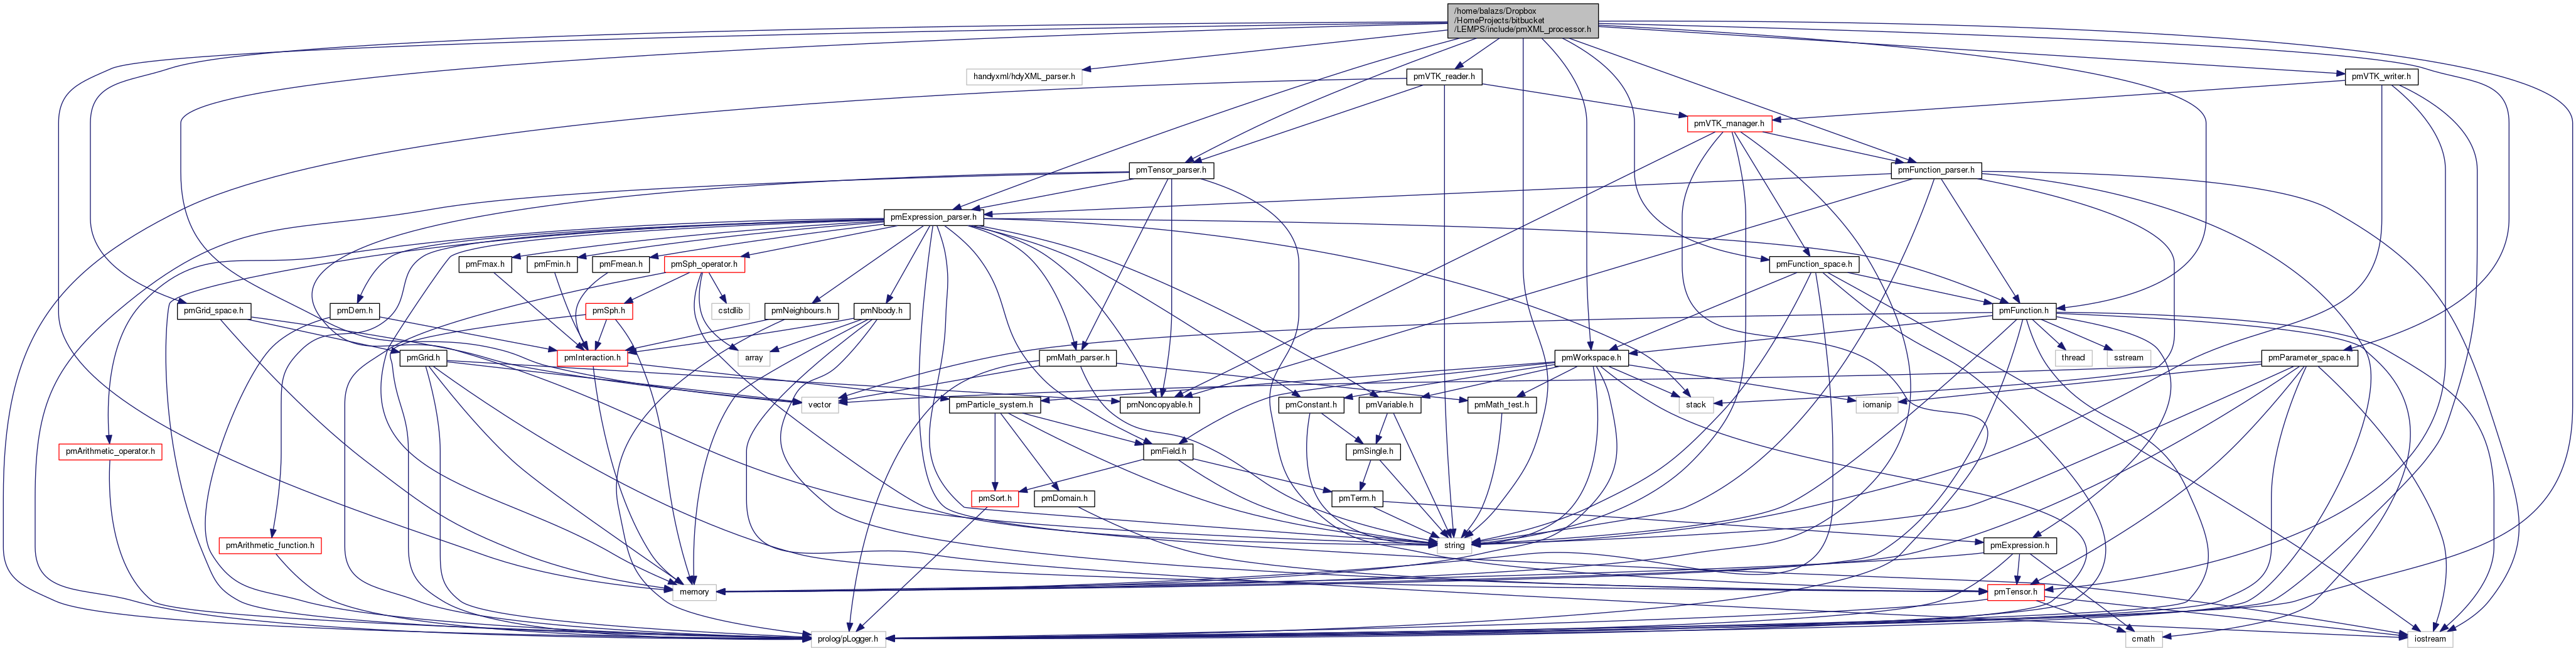 /home/balazs/Dropbox
/HomeProjects/bitbucket
/LEMPS/include/pmXML_processor.h
handyxml/hdyXML_parser.h
pmVTK_reader.h
pmVTK_writer.h
pmVTK_manager.h
pmTensor_parser.h
pmFunction_parser.h
pmExpression_parser.h
pmFmax.h
pmFmin.h
pmFmean.h
pmSph_operator.h
pmFunction_space.h
pmGrid_space.h
pmDem.h
pmSph.h
cstdlib
pmNeighbours.h
pmNbody.h
pmFunction.h
pmGrid.h
pmInteraction.h
array
pmMath_parser.h
pmWorkspace.h
thread
sstream
pmParameter_space.h
vector
pmParticle_system.h
pmNoncopyable.h
pmConstant.h
pmVariable.h
pmMath_test.h
stack
iomanip
pmArithmetic_operator.h
pmField.h
pmSingle.h
pmSort.h
pmDomain.h
pmTerm.h
pmArithmetic_function.h
string
pmExpression.h
memory
pmTensor.h
prolog/pLogger.h
cmath
iostream